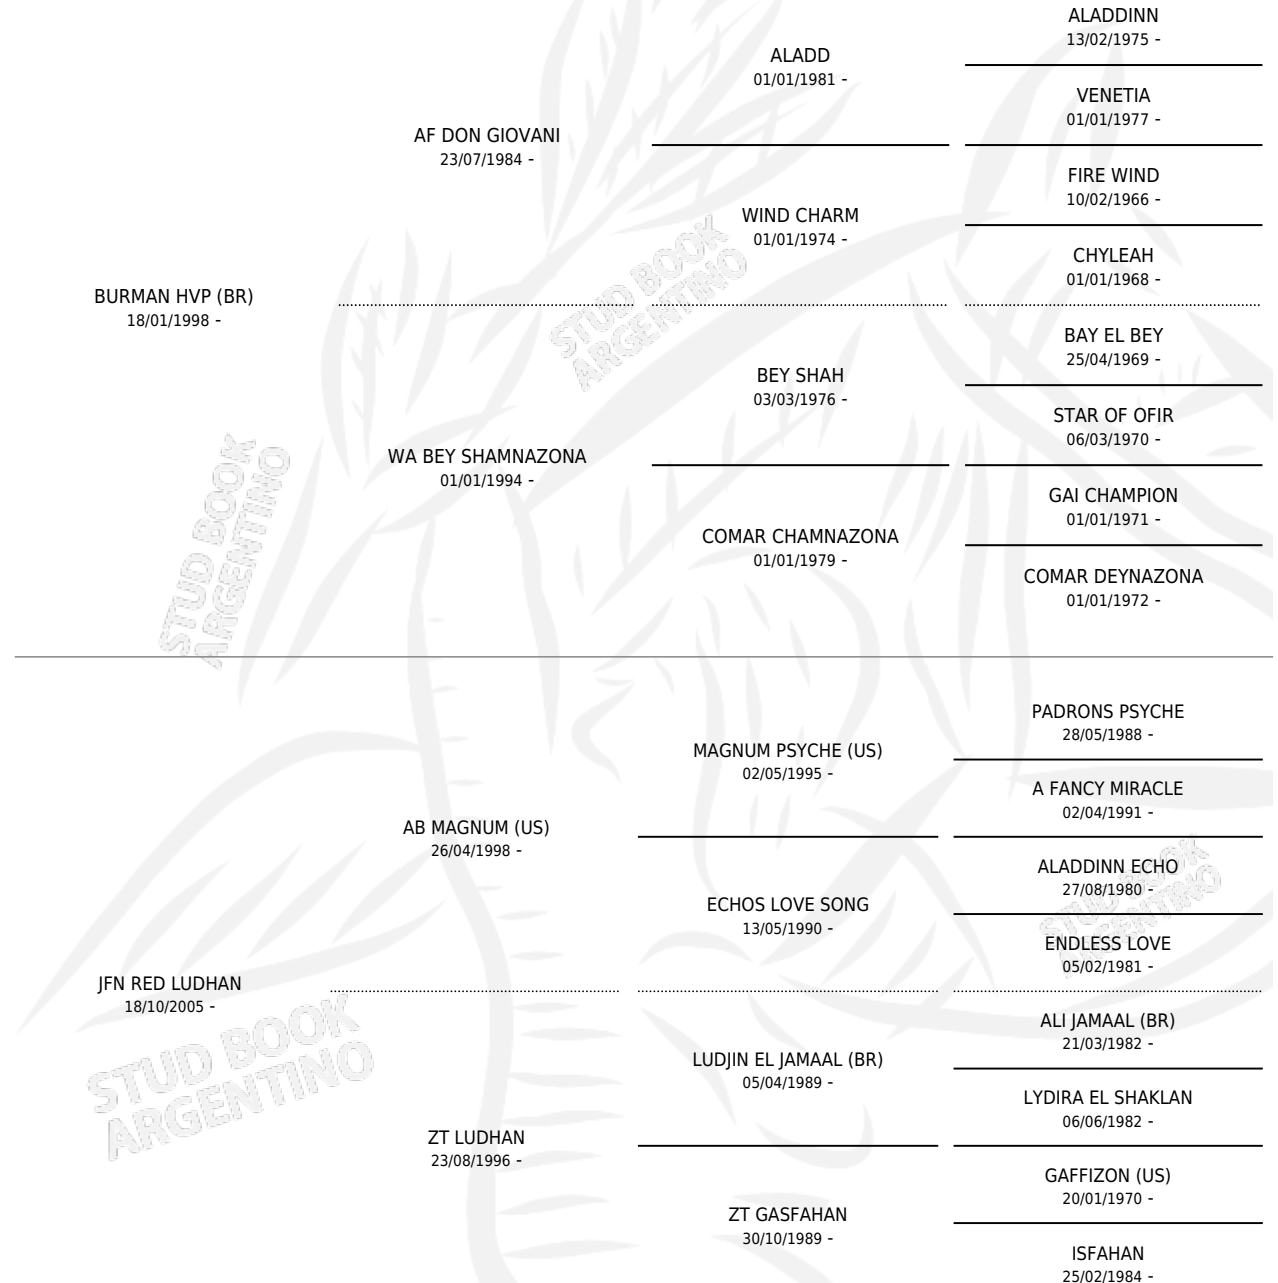 ALADDINN
13/02/1975 -
ALADD
01/01/1981 -
VENETIA
01/01/1977 -
AF DON GIOVANI
23/07/1984 -
FIRE WIND
10/02/1966 -
WIND CHARM
01/01/1974 -
CHYLEAH
01/01/1968 -
BURMAN HVP (BR)
18/01/1998 -
BAY EL BEY
25/04/1969 -
BEY SHAH
03/03/1976 -
STAR OF OFIR
06/03/1970 -
WA BEY SHAMNAZONA
01/01/1994 -
GAI CHAMPION
01/01/1971 -
COMAR CHAMNAZONA
01/01/1979 -
COMAR DEYNAZONA
01/01/1972 -
PADRONS PSYCHE
28/05/1988 -
MAGNUM PSYCHE (US)
02/05/1995 -
A FANCY MIRACLE
02/04/1991 -
AB MAGNUM (US)
26/04/1998 -
ALADDINN ECHO
27/08/1980 -
ECHOS LOVE SONG
13/05/1990 -
ENDLESS LOVE
05/02/1981 -
JFN RED LUDHAN
18/10/2005 -
ALI JAMAAL (BR)
21/03/1982 -
LUDJIN EL JAMAAL (BR)
05/04/1989 -
LYDIRA EL SHAKLAN
06/06/1982 -
ZT LUDHAN
23/08/1996 -
GAFFIZON (US)
20/01/1970 -
ZT GASFAHAN
30/10/1989 -
ISFAHAN
25/02/1984 -
STUD BOOK
ARGENTINO
STUD BOOK
ARGENTINO
STUD BOOK
ARGENTINO
STUD BOOK
ARGENTINO